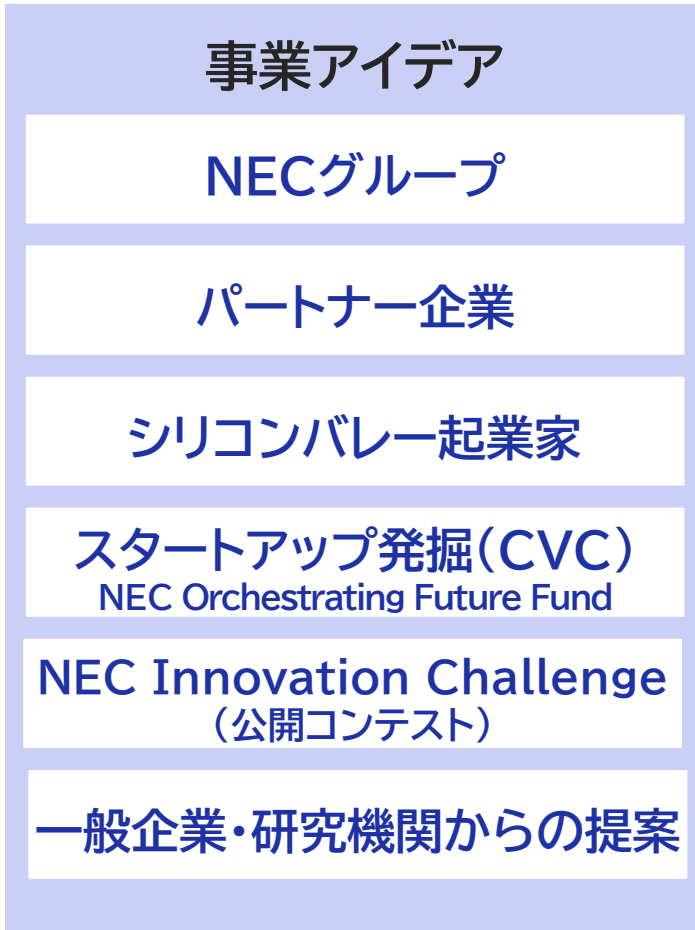 事業アイデア
NECグループ
パートナー企業
シリコンバレー起業家
スタートアップ発掘（CVC）
NEC Orchestrating Future Fund
NEC Innovation Challenge
（公開コンテスト）
一般企業・研究機関からの提案